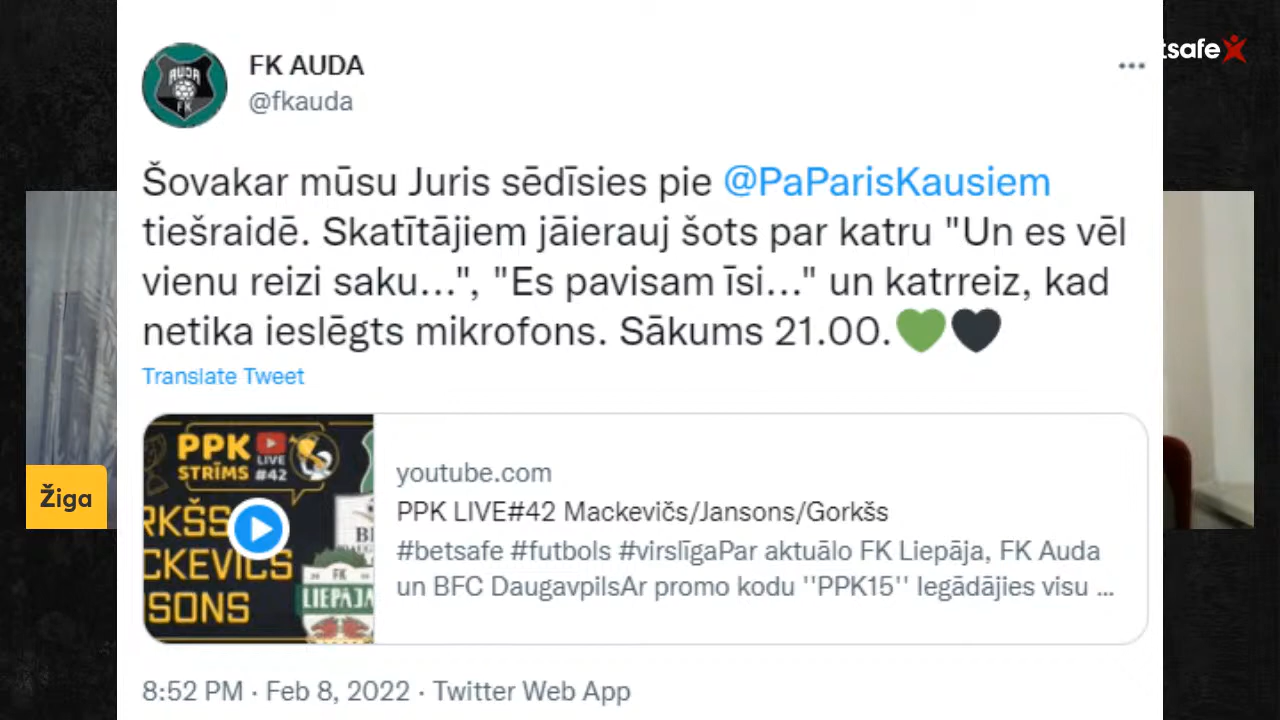 tsafe
FK AUDA
@fkauda
AUDA
FK
Šovakar mūsu Juris sēdīsies pie @PaParisKausiem
tiešraidē. Skatītājiem jāierauj šots par katru "Un es vēl
vienu reizi saku...", "Es pavisam īsi..." un katrreiz, kad
netika ieslēgts mikrofons. Sākums 21.00.💚🖤
Translate Tweet
PPK
LIVE
STRĪMS #42
RKŠS
CKEVIČS
SONS
FK
LIEPĀJA
youtube.com
PPK LIVE#42 Mackevičs/Jansons/Gorkšs
#betsafe #futbols #virslīgaPar aktuālo FK Liepāja, FK Auda
un BFC DaugavpilsAr promo kodu ''PPK15'' Iegādājies visu ...
8:52 PM · Feb 8, 2022 · Twitter Web App
Žiga